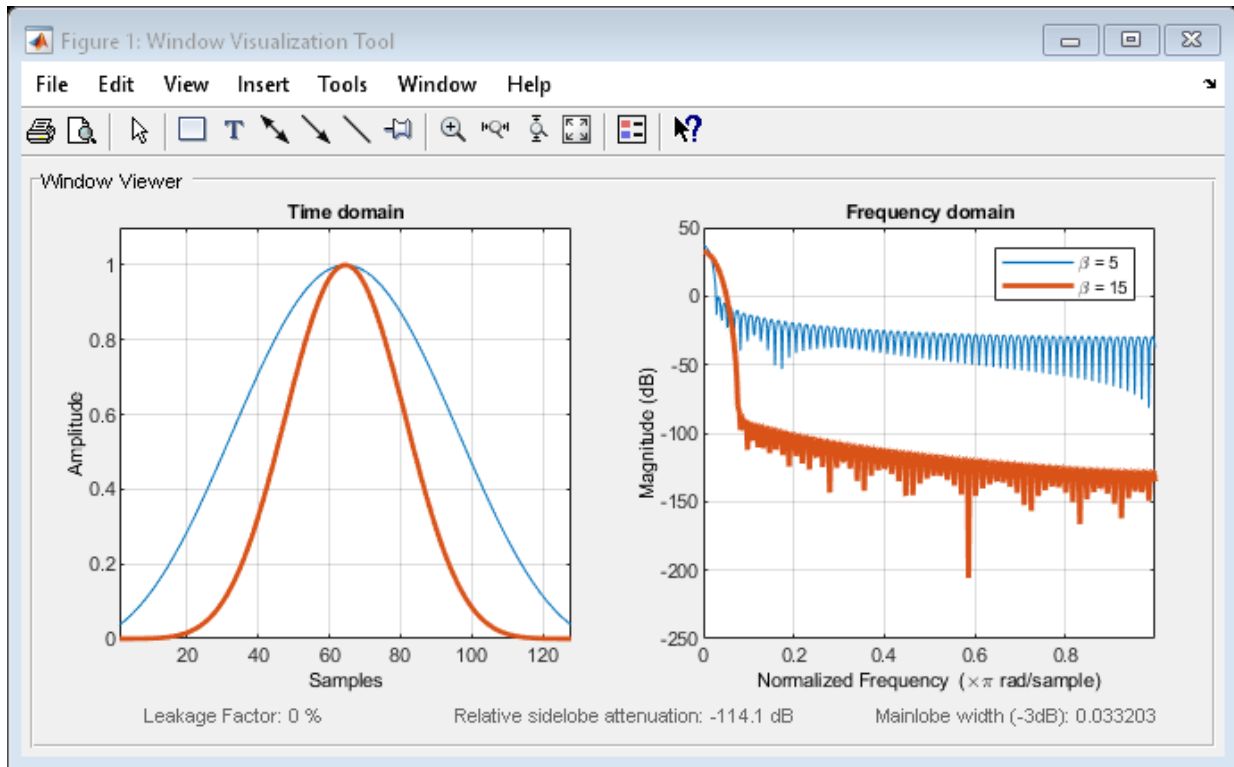 Figure 1: Window Visualization Tool
File Edit View Insert Tools Window Help
T
?
Window Viewer
Time domain
1
0.8
0.6
0.4
0.2
0
Amplitude
20 40 60 80 100 120
Samples
Frequency domain
50
0
-50
-100
-150
-200
-250
Magnitude (dB)
β = 5
β = 15
0 0.2 0.4 0.6 0.8
Normalized Frequency (×π rad/sample)
Leakage Factor: 0 % Relative sidelobe attenuation: -114.1 dB Mainlobe width (-3dB): 0.033203